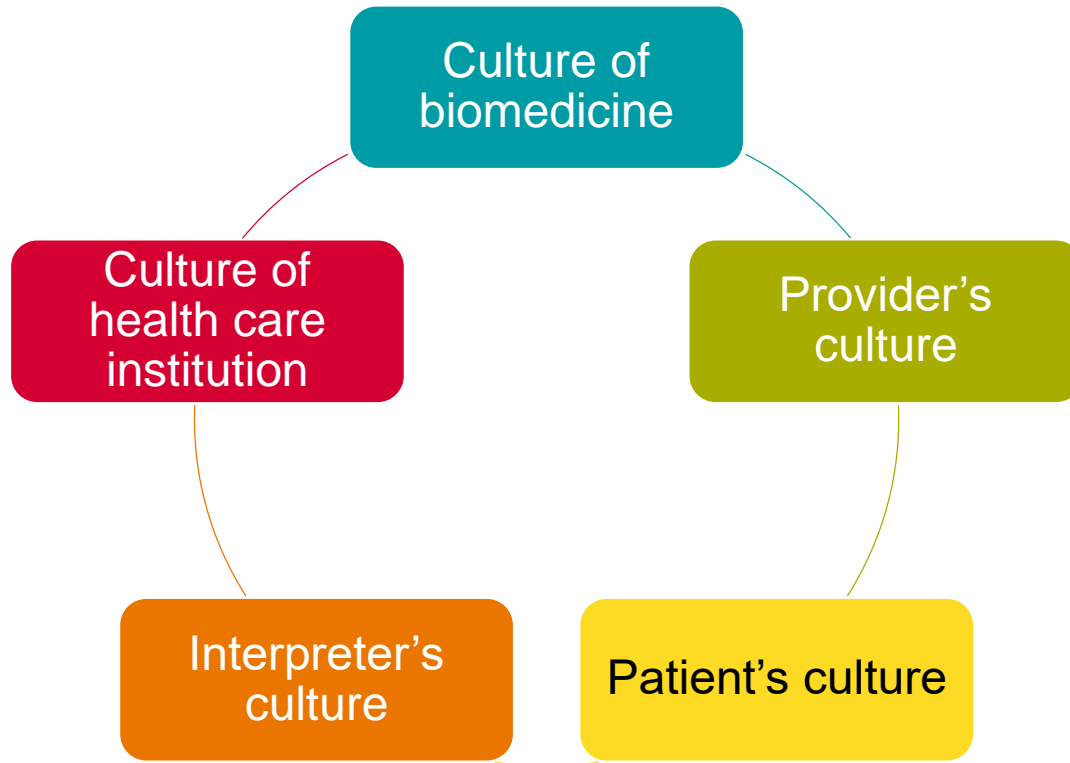 Culture of
biomedicine
Culture of
health care
institution
Provider’s
culture
Interpreter’s
culture
Patient’s culture